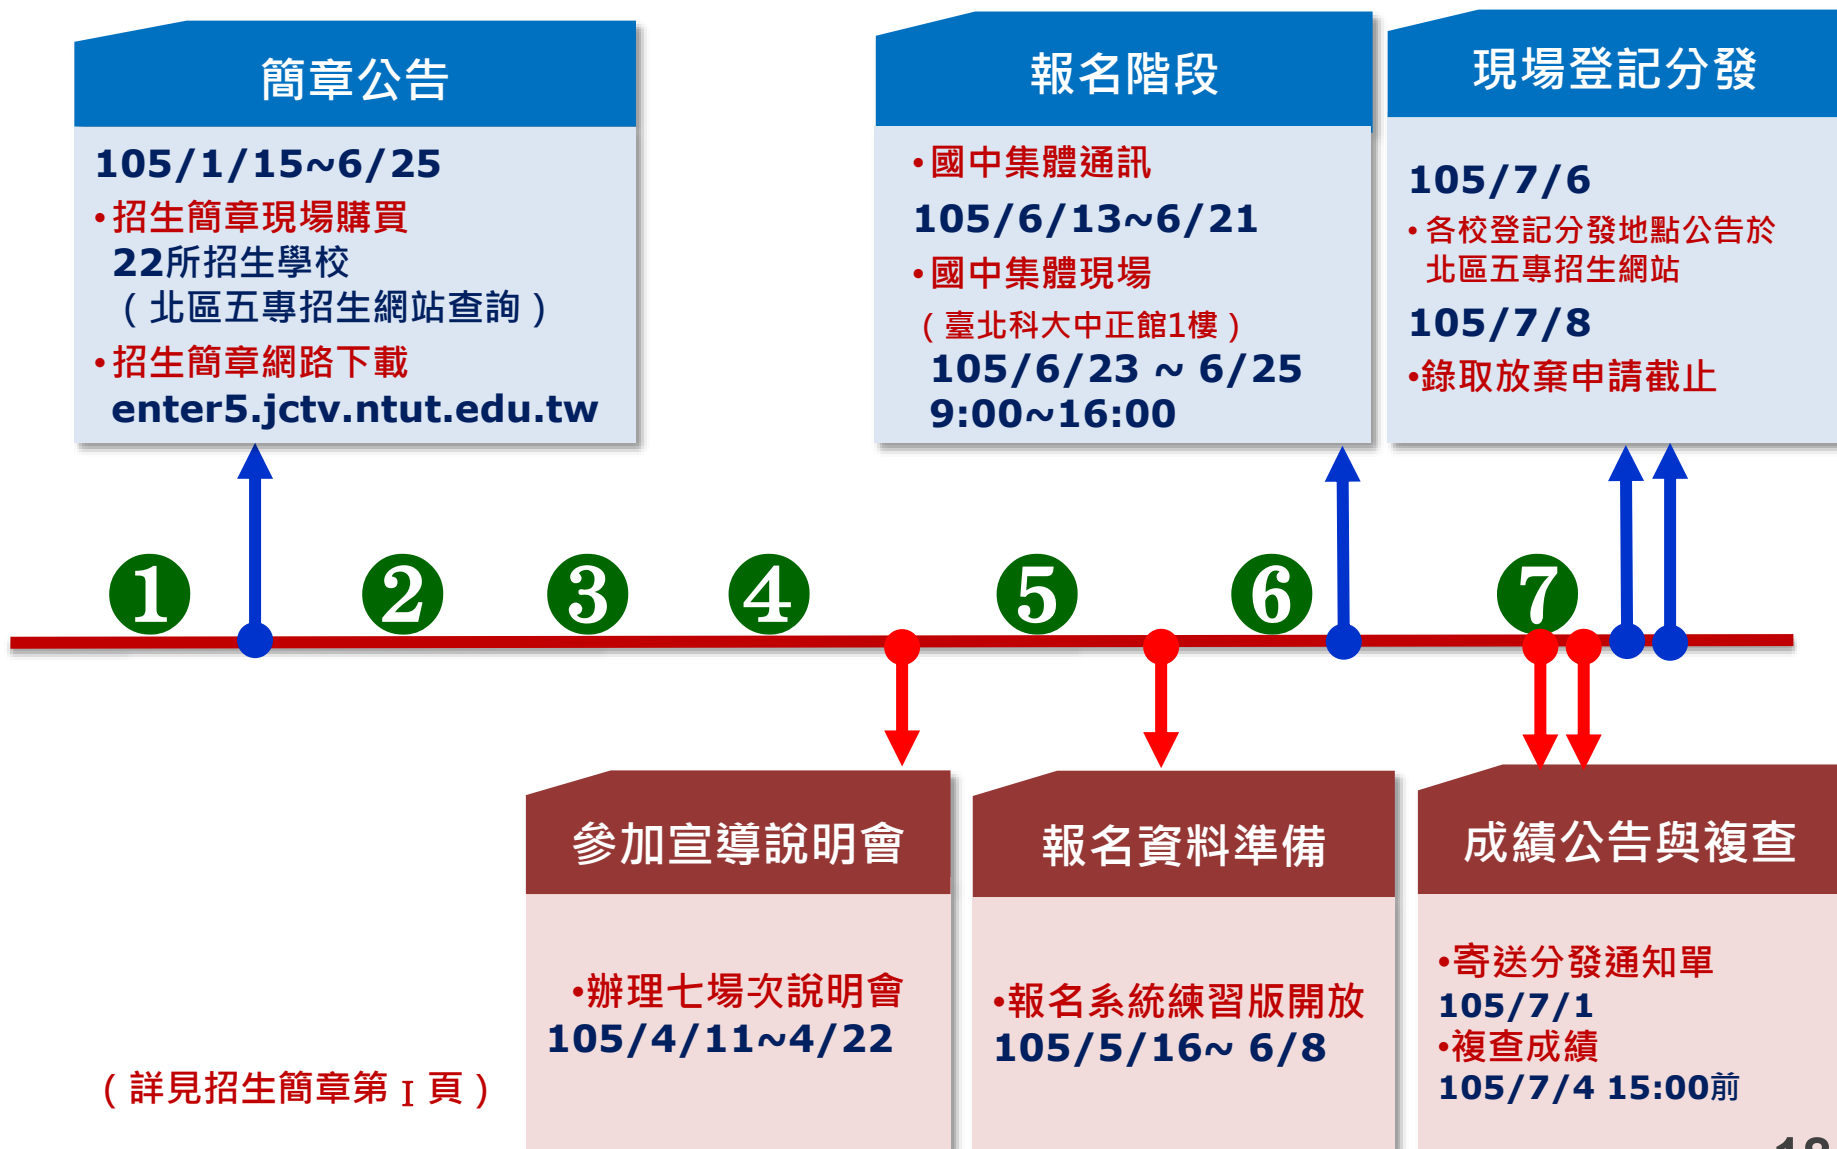 簡章公告
105/1/15~6/25
•招生簡章現場購買
22所招生學校
(北區五專招生網站查詢)
•招生簡章網路下載
enter5.jctv.ntut.edu.tw
報名階段
•國中集體通訊
105/6/13~6/21
•國中集體現場
(臺北科大中正館1樓)
105/6/23 ~ 6/25
9:00~16:00
現場登記分發
105/7/6
•各校登記分發地點公告於
北區五專招生網站
105/7/8
•錄取放棄申請截止
❶ ❷ ❸ ❹ ❺ ❻ ❼
參加宣導說明會
•辦理七場次說明會
105/4/11~4/22
報名資料準備
•報名系統練習版開放
105/5/16~ 6/8
成績公告與複查
•寄送分發通知單
105/7/1
•複查成績
105/7/4 15:00前
(詳見招生簡章第 I 頁)